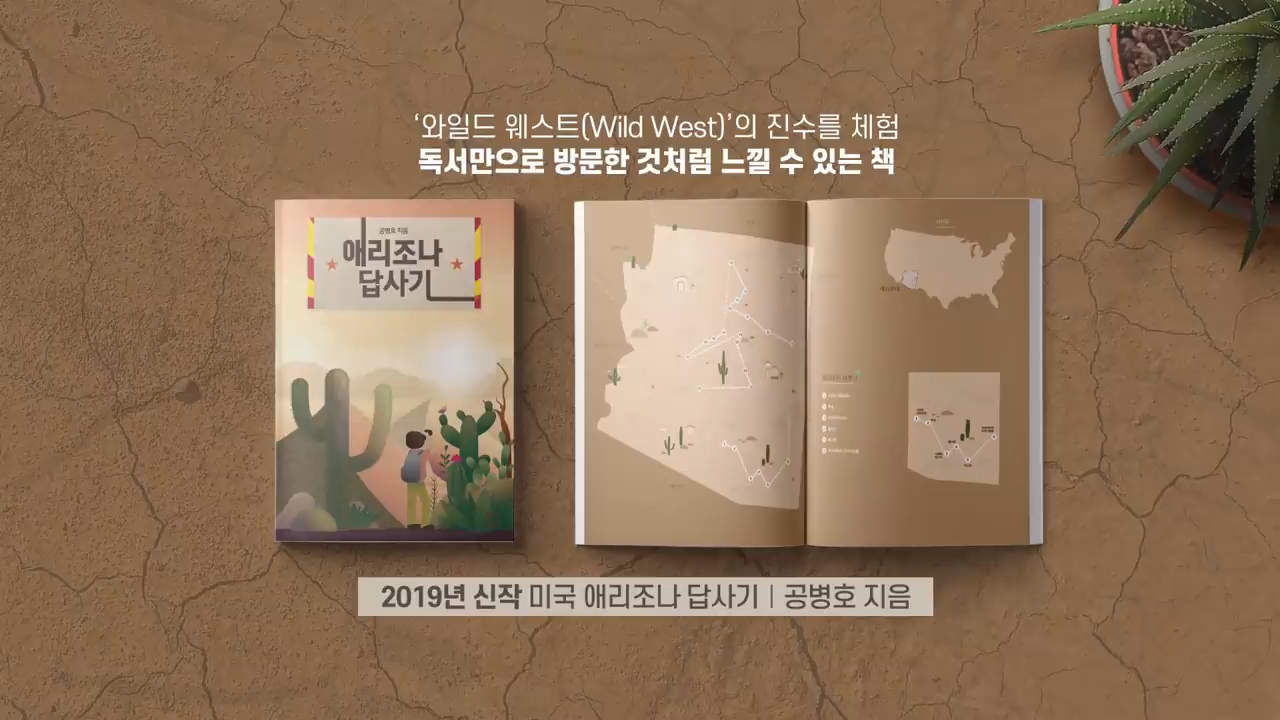 ‘와일드 웨스트(Wild West)’의 진수를 체험
독서만으로 방문한 것처럼 느낄 수 있는 책
공병호 지음
애리조나
답사기
2019년 신작 미국 애리조나 답사기 | 공병호 지음